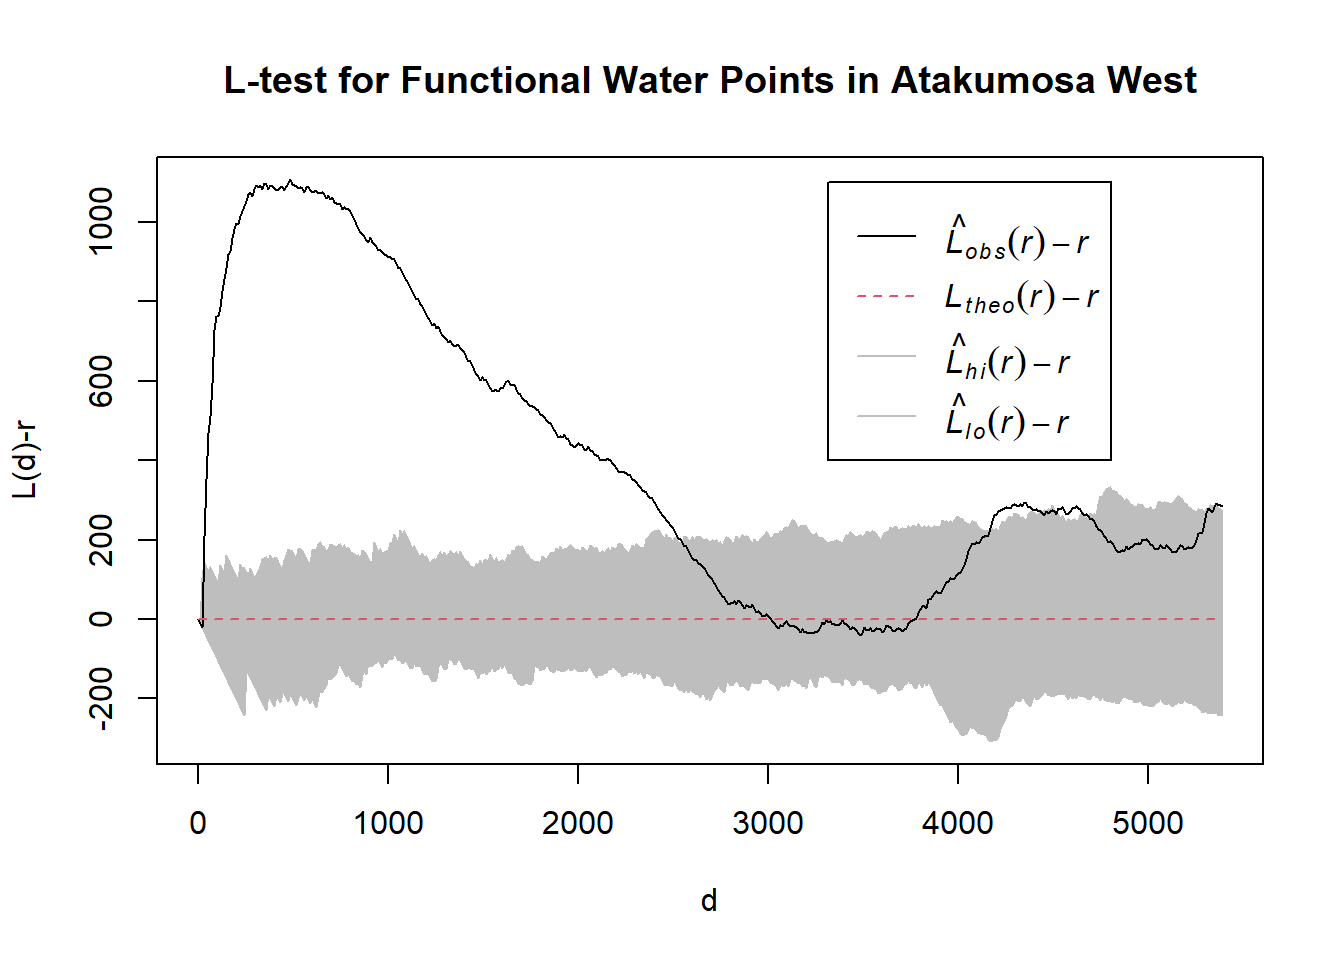 L-test for Functional Water Points in Atakumosa West
L(d)-r
1000
600
200
0
-200
L̂obs(r) – r
Ltheo(r) – r
L̂hi(r) – r
L̂lo(r) – r
0 1000 2000 3000 4000 5000
d